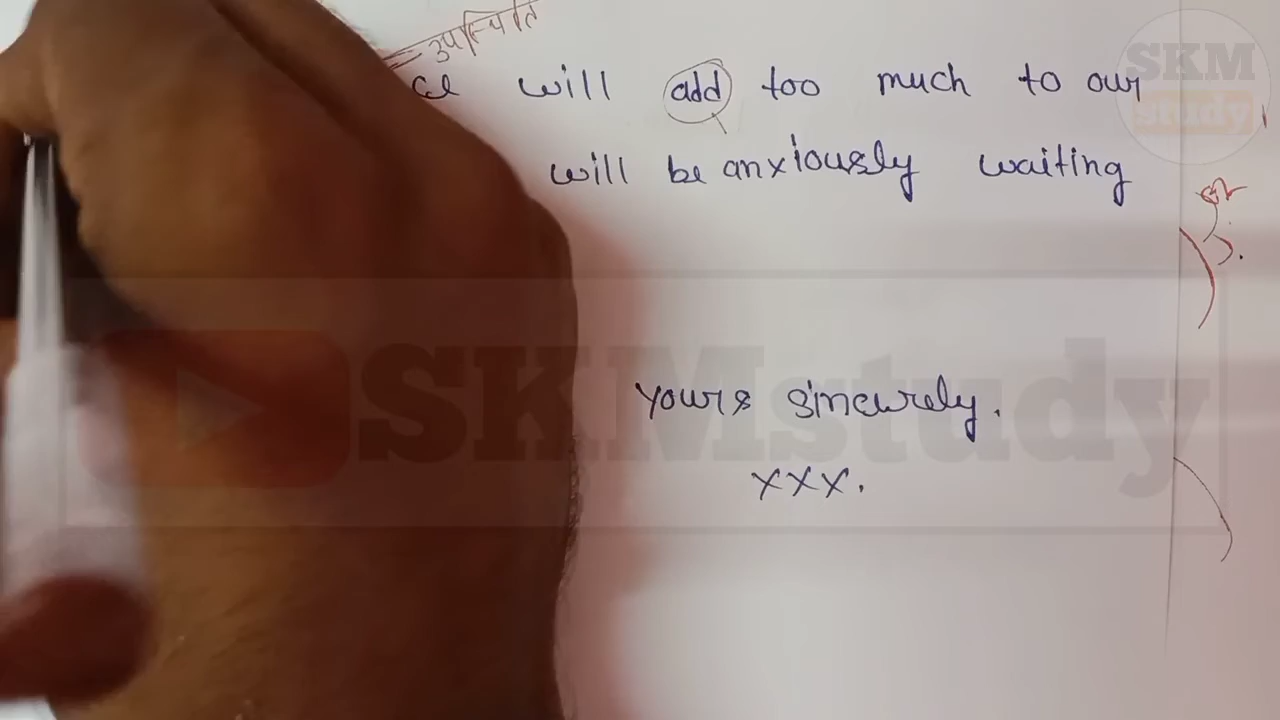 उपस्थिति
will add too much to our
will be anxiously waiting
Yours sincerely.
XXX.
SKM
study
SKMstudy